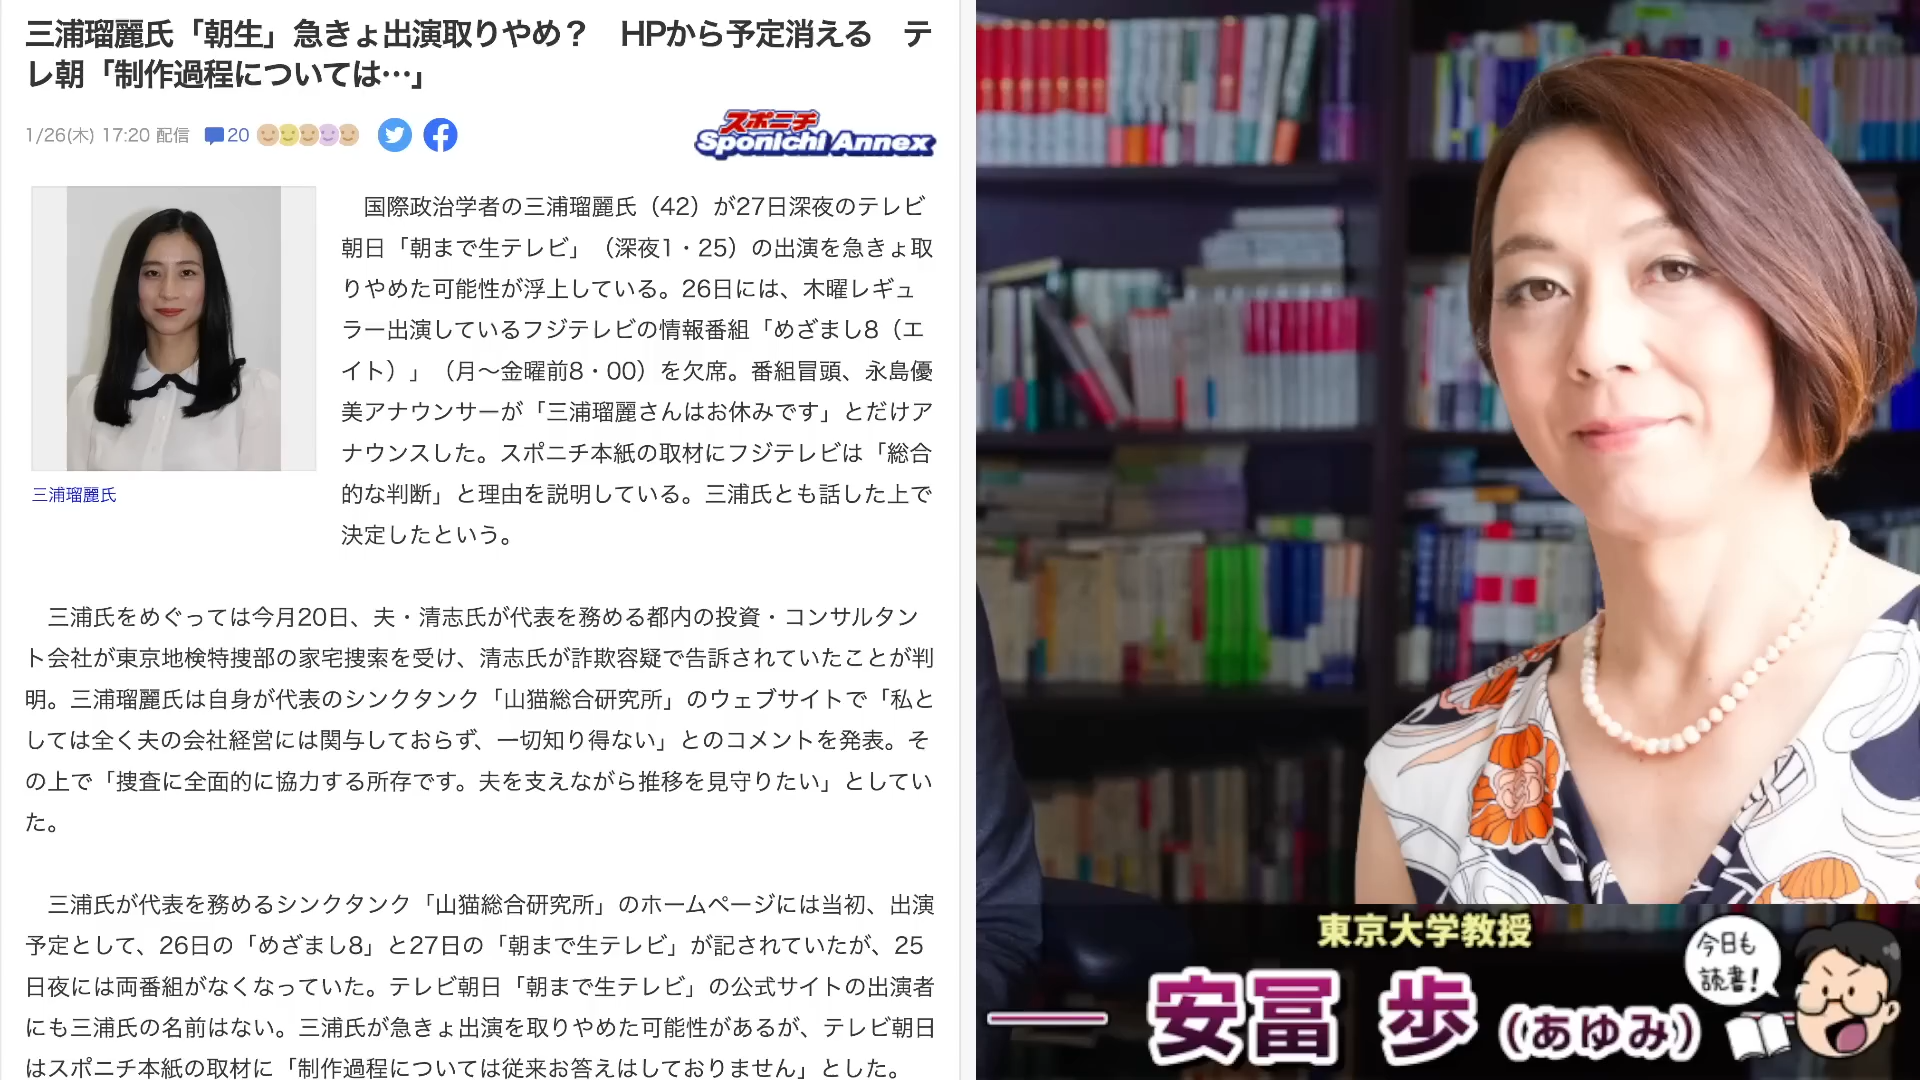 三浦瑠麗氏「朝生」急きょ出演取りやめ？　HPから予定消える　テ
レ朝「制作過程については…」
1/26(木) 17:20 配信
20
スポニチ
Sponichi Annex
三浦瑠麗氏
国際政治学者の三浦瑠麗氏（42）が27日深夜のテレビ
朝日「朝まで生テレビ」（深夜1・25）の出演を急きょ取
りやめた可能性が浮上している。26日には、木曜レギュ
ラー出演しているフジテレビの情報番組「めざまし8（エ
イト）」（月～金曜前8・00）を欠席。番組冒頭、永島優
美アナウンサーが「三浦瑠麗さんはお休みです」とだけア
ナウンスした。スポニチ本紙の取材にフジテレビは「総合
的な判断」と理由を説明している。三浦氏とも話した上で
決定したという。
三浦氏をめぐっては今月20日、夫・清志氏が代表を務める都内の投資・コンサルタン
ト会社が東京地検特捜部の家宅捜索を受け、清志氏が詐欺容疑で告訴されていたことが判
明。三浦瑠麗氏は自身が代表のシンクタンク「山猫総合研究所」のウェブサイトで「私と
しては全く夫の会社経営には関与しておらず、一切知り得ない」とのコメントを発表。そ
の上で「捜査に全面的に協力する所存です。夫を支えながら推移を見守りたい」としてい
た。
三浦氏が代表を務めるシンクタンク「山猫総合研究所」のホームページには当初、出演
予定として、26日の「めざまし8」と27日の「朝まで生テレビ」が記されていたが、25
日夜には両番組がなくなっていた。テレビ朝日「朝まで生テレビ」の公式サイトの出演者
にも三浦氏の名前はない。三浦氏が急きょ出演を取りやめた可能性があるが、テレビ朝日
はスポニチ本紙の取材に「制作過程については従来お答えはしておりません」とした。
東京大学教授
安冨 歩（あゆみ）
今日も
読書！